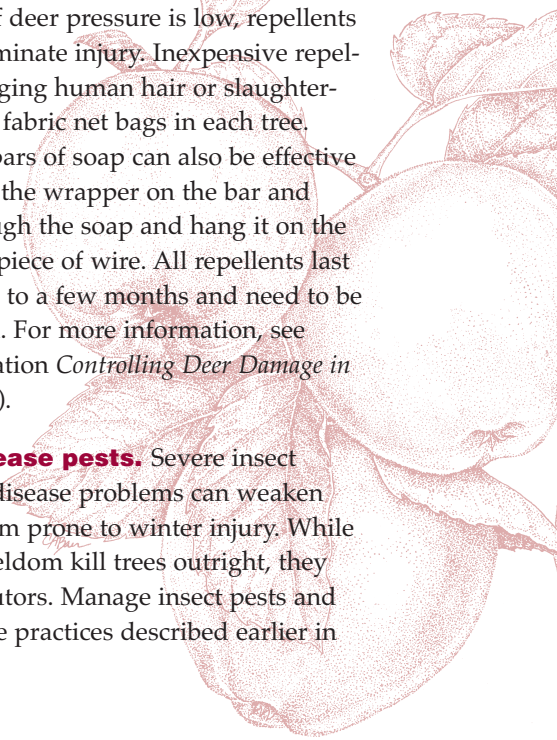 f deer pressure is low, repellents
minate injury. Inexpensive repel-
ging human hair or slaughter-
fabric net bags in each tree.
bars of soap can also be effective
the wrapper on the bar and
ugh the soap and hang it on the
piece of wire. All repellents last
to a few months and need to be
. For more information, see
ation Controlling Deer Damage in
).
ease pests. Severe insect
disease problems can weaken
m prone to winter injury. While
eldom kill trees outright, they
utors. Manage insect pests and
e practices described earlier in